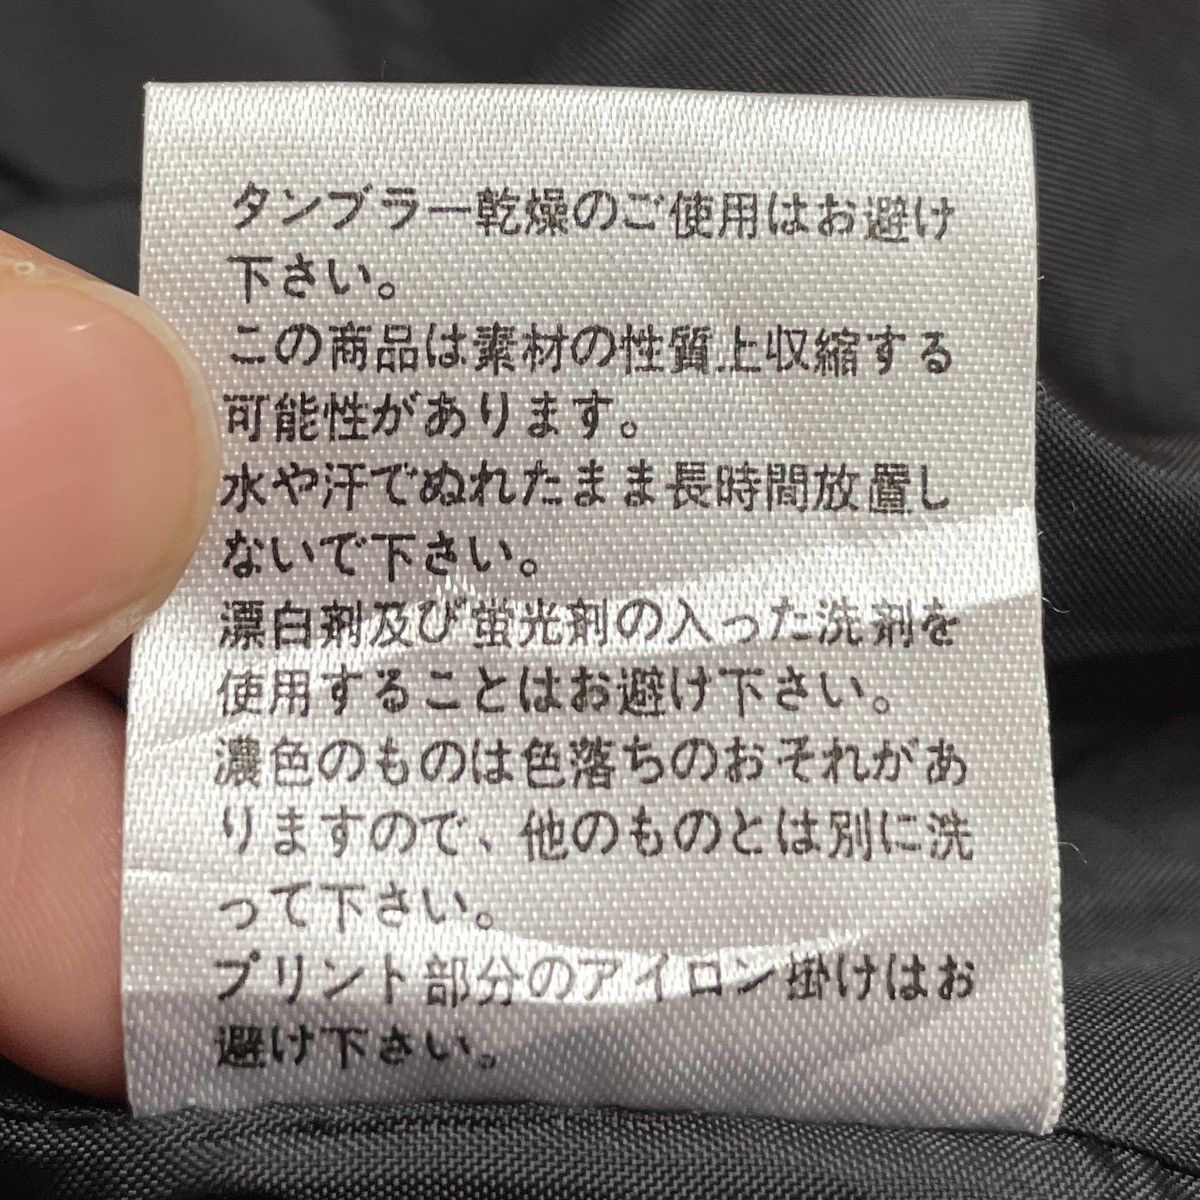 タンブラー乾燥のご使用はお避け
下さい。
この商品は素材の性質上収縮する
可能性があります。
水や汗でぬれたまま長時間放置し
ないで下さい。
漂白剤及び蛍光剤の入った洗剤を
使用することはお避け下さい。
濃色のものは色落ちのおそれがあ
りますので、他のものとは別に洗
って下さい。
プリント部分のアイロン掛けはお
避け下さい。